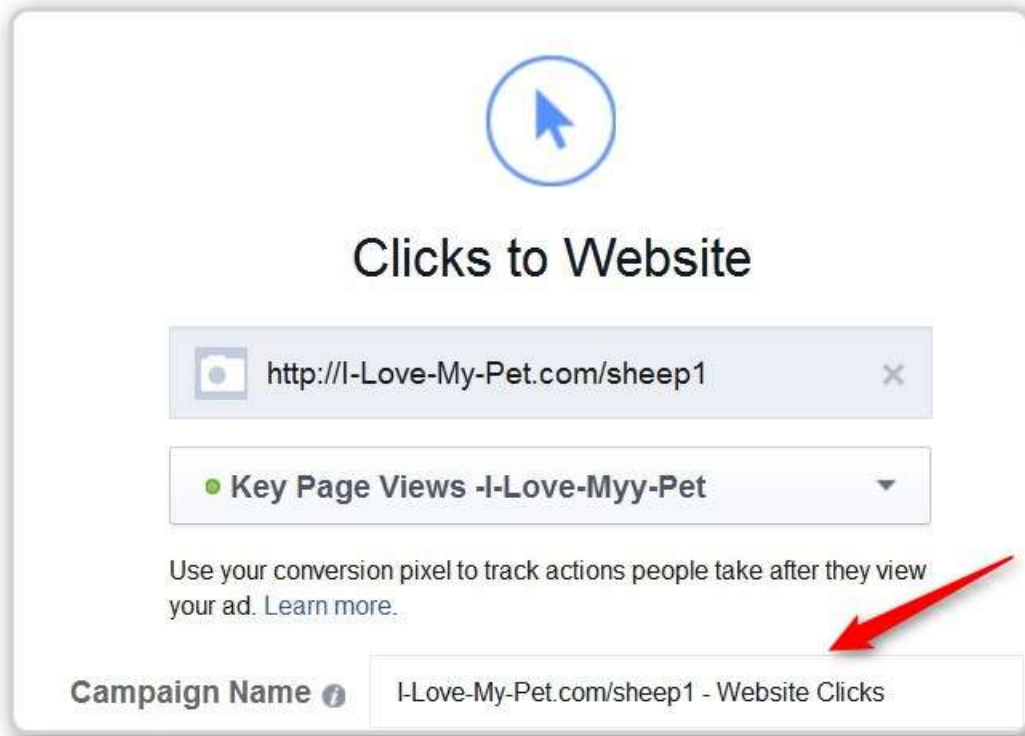 Clicks to Website
http://I-Love-My-Pet.com/sheep1
Key Page Views -I-Love-Myy-Pet
Use your conversion pixel to track actions people take after they view
your ad. Learn more.
Campaign Name
I-Love-My-Pet.com/sheep1 - Website Clicks